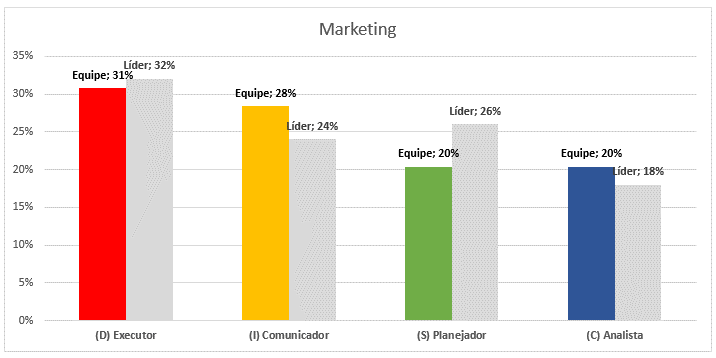 Marketing
35%
30%
25%
20%
15%
10%
5%
0%
Equipe; 31%
Líder; 32%
Equipe; 28%
Líder; 24%
Equipe; 20%
Líder; 26%
Equipe; 20%
Líder; 18%
(D) Executor
(I) Comunicador
(S) Planejador
(C) Analista